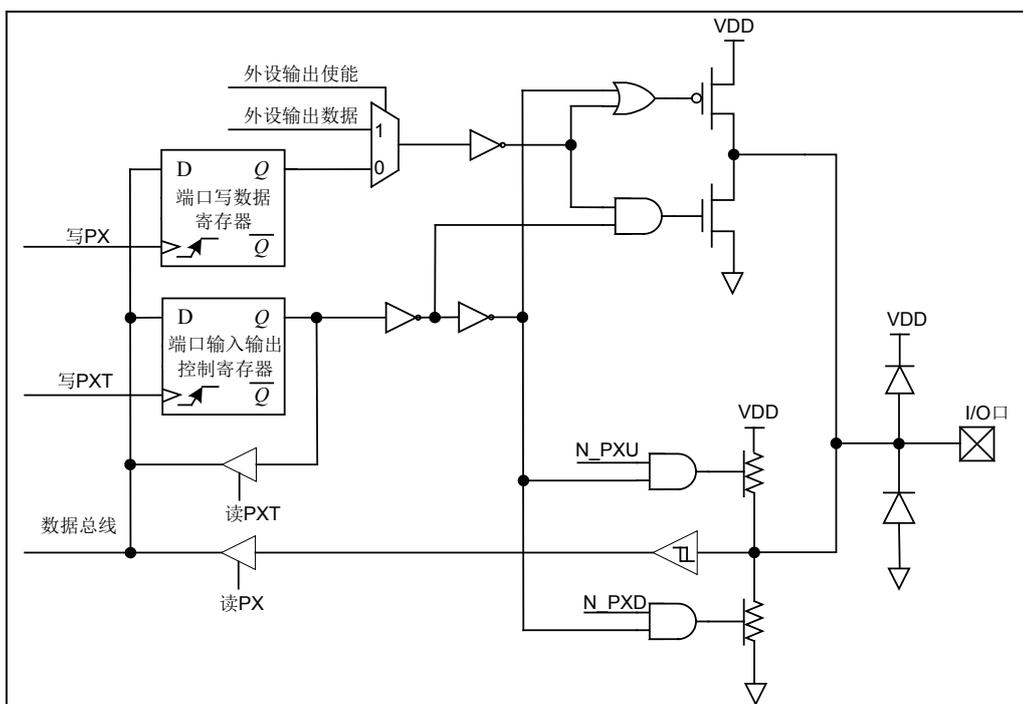 VDD
外设输出使能
外设输出数据
1
0
D Q
端口写数据
寄存器
Q
写PX
D Q
端口输入输出
控制寄存器
Q
写PXT
VDD
I/O口
VDD
N_PXU
读PXT
数据总线
读PX
N_PXD